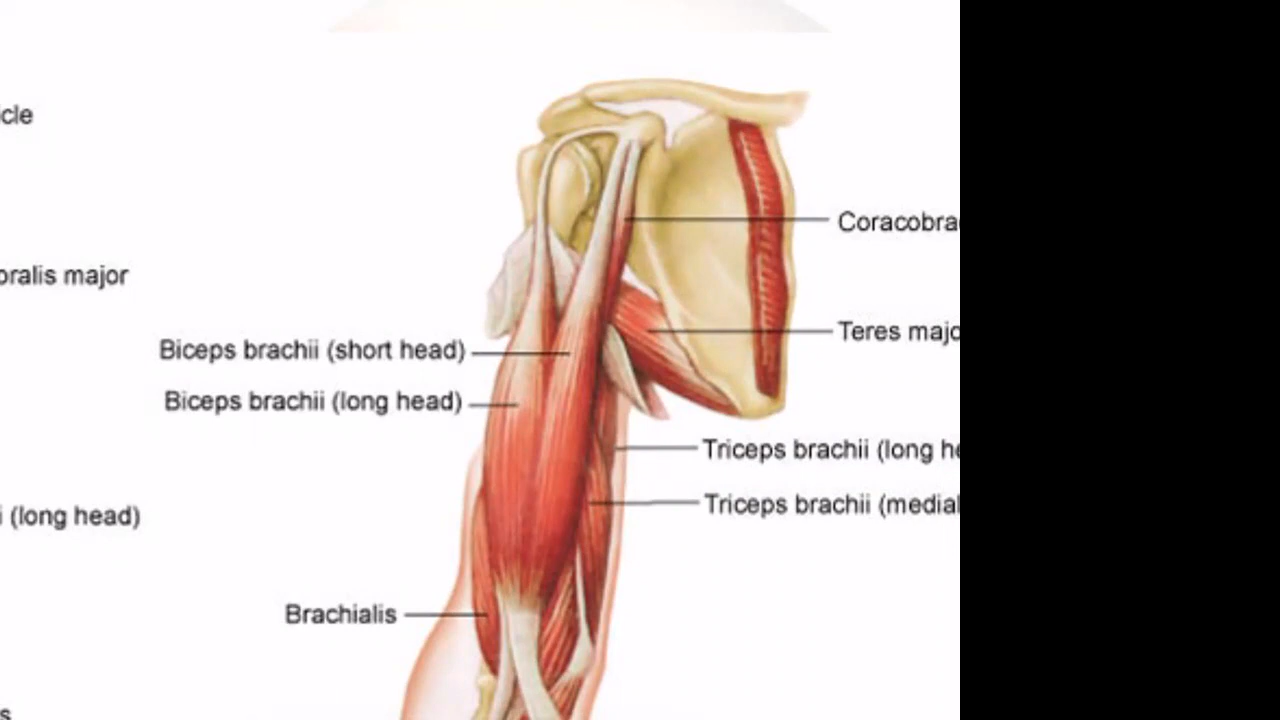 cle
Coracobra
oralis major
Teres majo
Biceps brachii (short head)
Biceps brachii (long head)
Triceps brachii (long he
Triceps brachii (medial
i (long head)
Brachialis
s